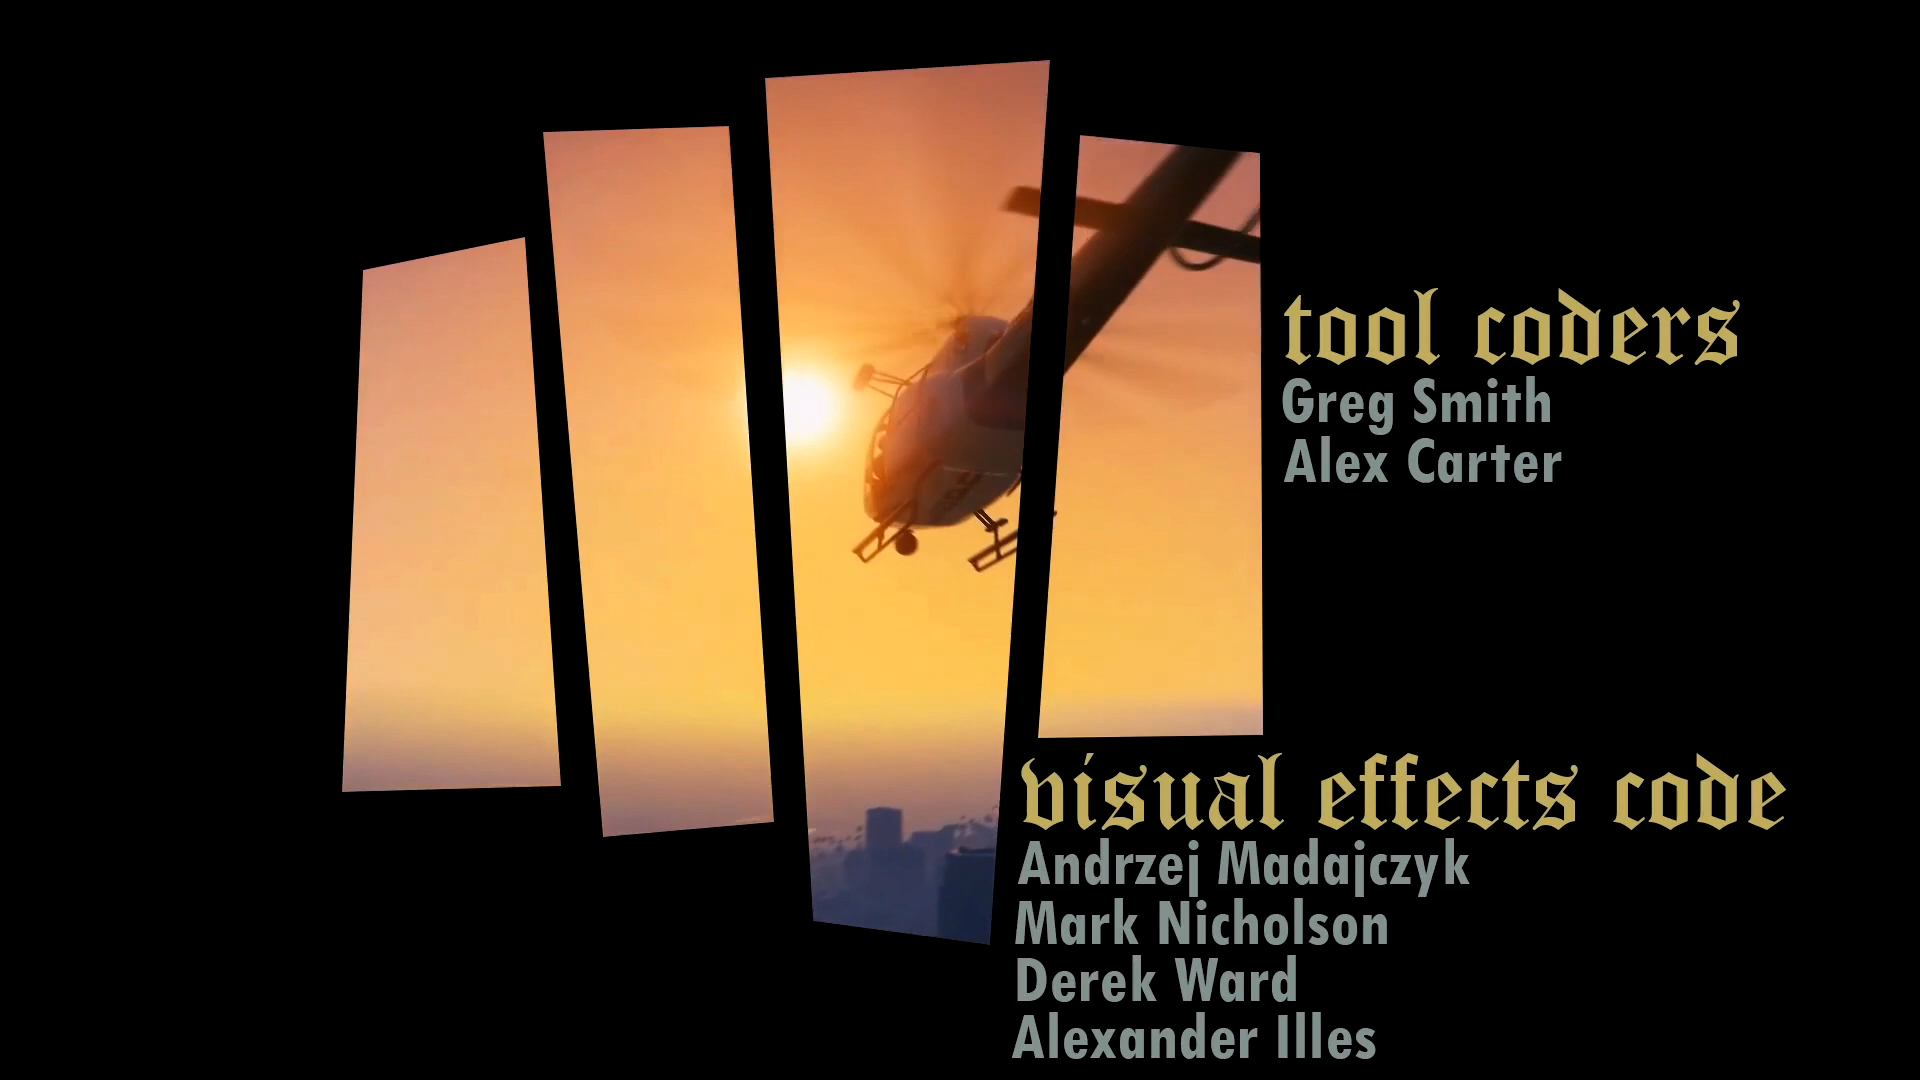 tool coders
Greg Smith
Alex Carter
visual effects code
Andrzej Madajczyk
Mark Nicholson
Derek Ward
Alexander Illes